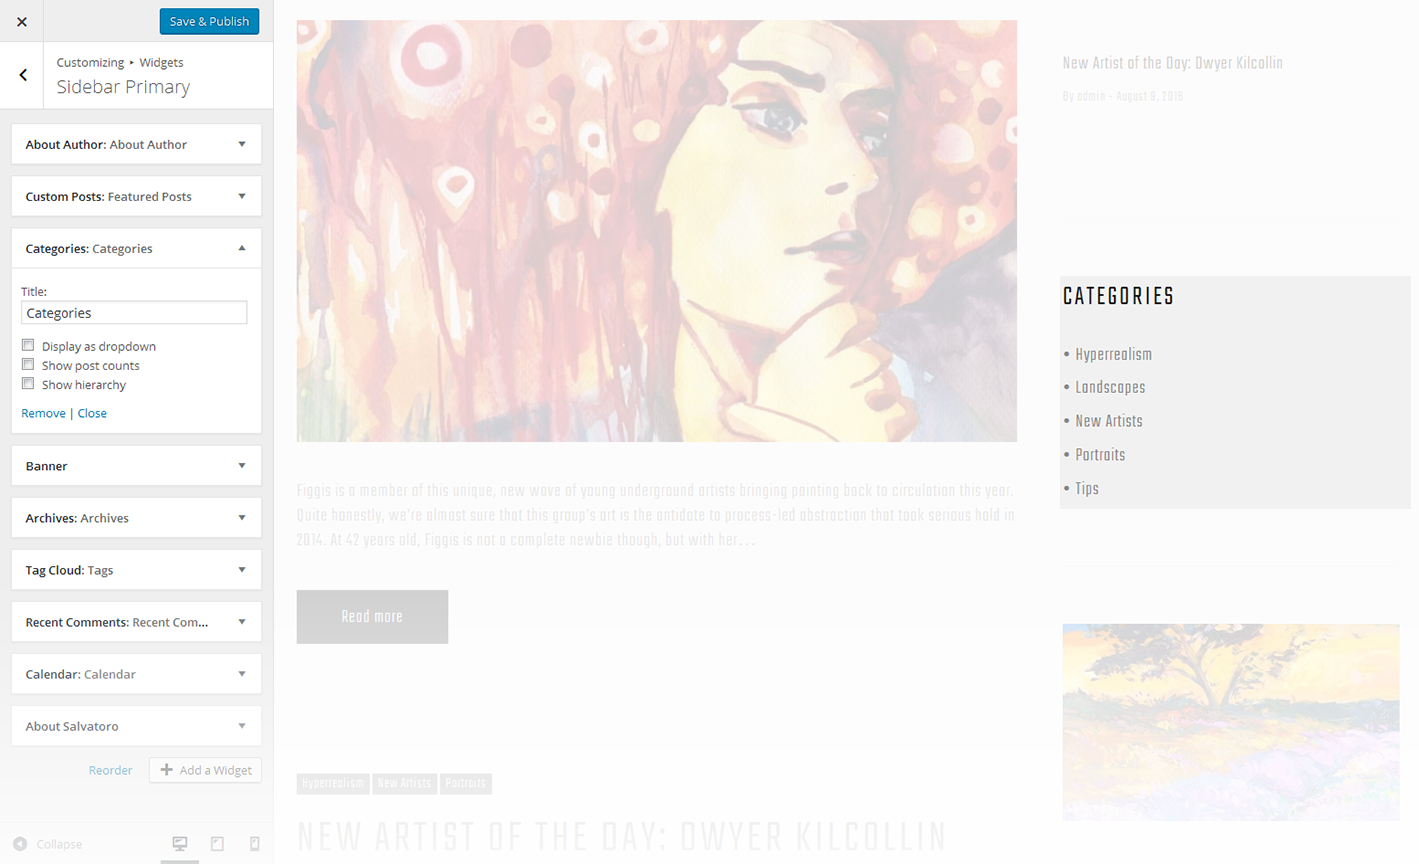 Save & Publish
Customizing ▸ Widgets
Sidebar Primary
About Author: About Author
Custom Posts: Featured Posts
Categories: Categories
Title:
Categories
Display as dropdown
Show post counts
Show hierarchy
Remove | Close
Banner
Archives: Archives
Tag Cloud: Tags
Recent Comments: Recent Com...
Calendar: Calendar
About Salvatoro
Reorder
Add a Widget
Collapse
Figgis is a member of this unique, new wave of young underground artists bringing painting back to circulation this year.
Quite honestly, we're almost sure that this group's art is the antidote to process-led abstraction that took serious hold in
2014. At 42 years old, Figgis is not a complete newbie though, but with her...
Read more
Hyperrealism New Artists Portraits
NEW ARTIST OF THE DAY: DWYER KILCOLLIN
New Artist of the Day: Dwyer Kilcollin
By admin - August 9, 2016
CATEGORIES
• Hyperrealism
• Landscapes
• New Artists
• Portraits
• Tips